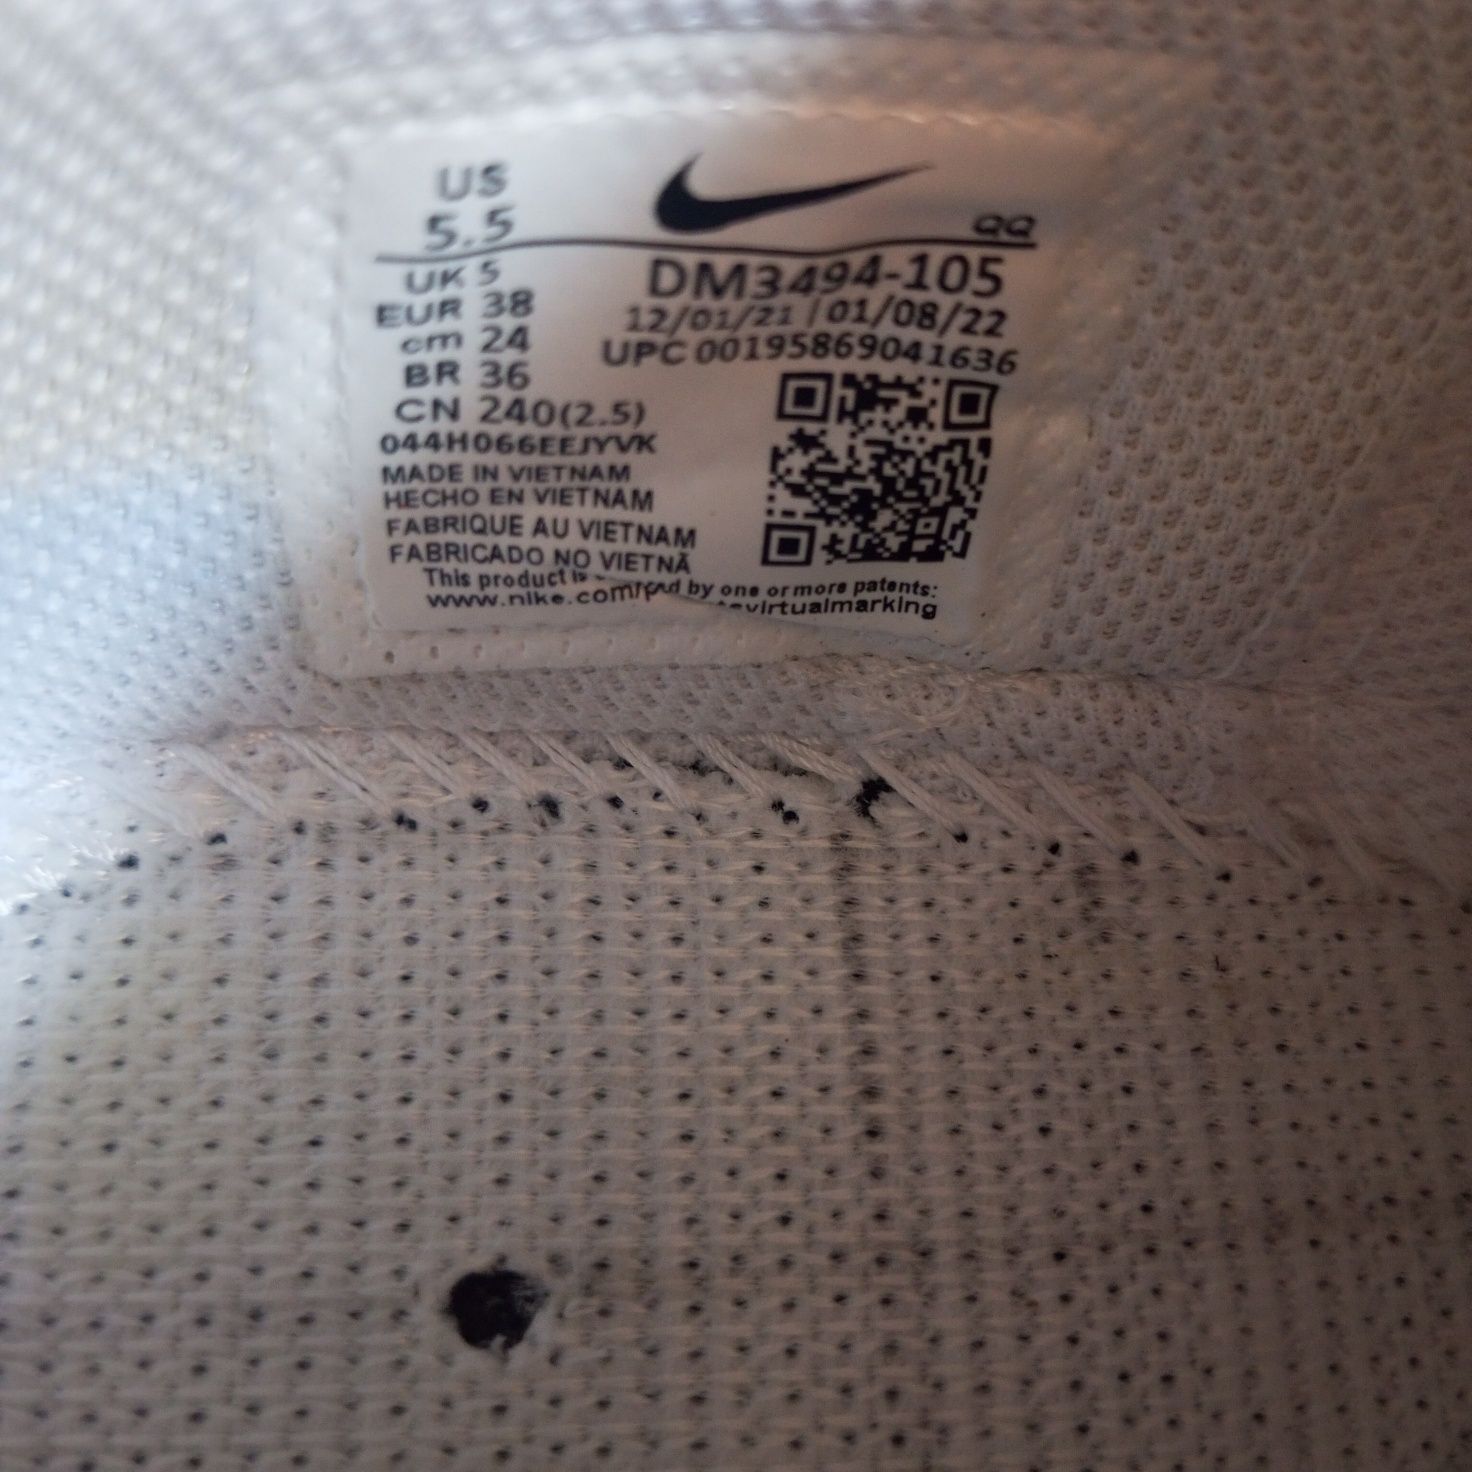 US
5.5
QQ
UK 5
EUR 38
cm 24
BR 36
CN 240(2.5)
DM3494-105
12/01/21 / 01/08/22
UPC 00195869041636
044H066EEJYVK
MADE IN VIETNAM
HECHO EN VIETNAM
FABRIQUE AU VIETNAM
FABRICADO NO VIETNÃ
This product is by one or more patents:
www.nike.com/ virtualmarking